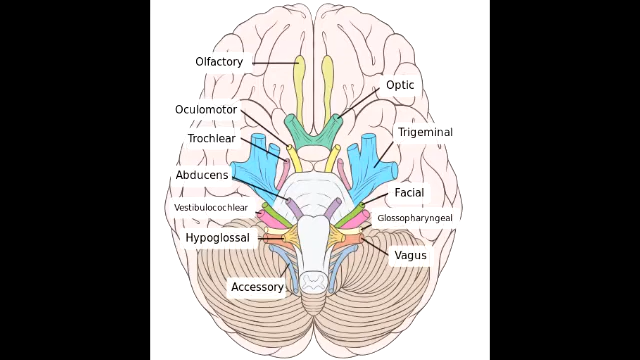 Olfactory
Optic
Oculomotor
Trochlear
Trigeminal
Abducens
Facial
Vestibulocochlear
Glossopharyngeal
Hypoglossal
Vagus
Accessory